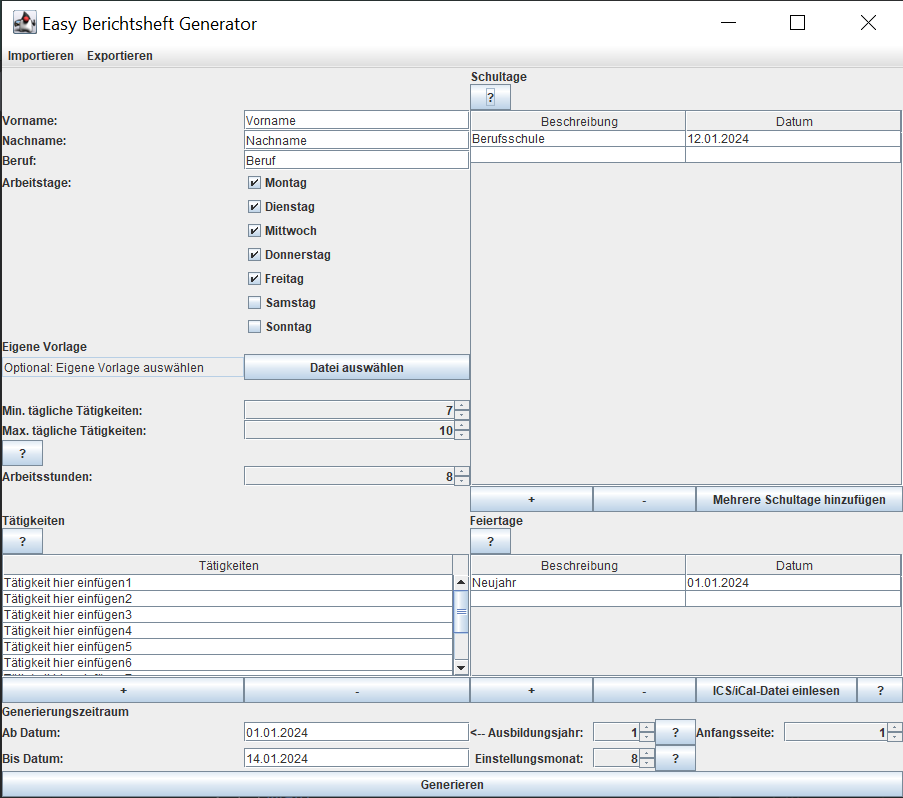 Easy Berichtsheft Generator
Importieren Exportieren
Schultage
?
Vorname: Vorname
Nachname: Nachname
Beruf: Beruf
Arbeitstage:
Montag
Dienstag
Mittwoch
Donnerstag
Freitag
Samstag
Sonntag
Beschreibung Datum
Berufsschule 12.01.2024
Eigene Vorlage
Optional: Eigene Vorlage auswählen Datei auswählen
Min. tägliche Tätigkeiten: 7
Max. tägliche Tätigkeiten: 10
?
Arbeitsstunden: 8
+ - Mehrere Schultage hinzufügen
Tätigkeiten
?
Tätigkeiten
Tätigkeit hier einfügen1
Tätigkeit hier einfügen2
Tätigkeit hier einfügen3
Tätigkeit hier einfügen4
Tätigkeit hier einfügen5
Tätigkeit hier einfügen6
+ -
Feiertage
?
Beschreibung Datum
Neujahr 01.01.2024
+ - ICS/iCal-Datei einlesen ?
Generierungszeitraum
Ab Datum: 01.01.2024 <-- Ausbildungsjahr: 1 ? Anfangsseite: 1
Bis Datum: 14.01.2024 Einstellungsmonat: 8 ?
Generieren